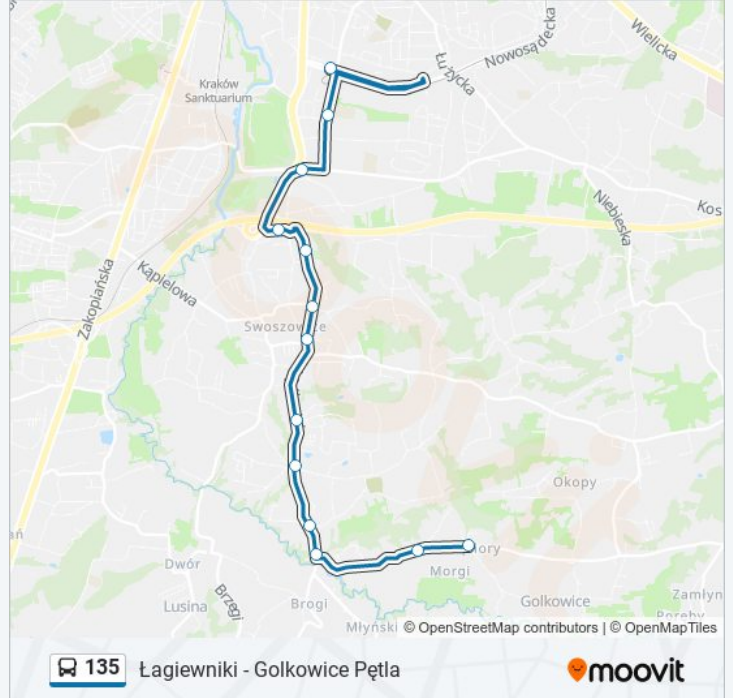 Wielicka
Łużycka
Nowosądecka
Kraków
Sanktuarium
Niebieska
Kos
Kąpielowa
Zakopiańska
Swoszowice
Okopy
ory
Morgi
Dwór
Lusina
Brzegi
Brogi
Golkowice
Zamłyn
Młyński
© OpenStreetMap contributors | © OpenMapTiles
135 Łagiewniki - Golkowice Pętla
moovit